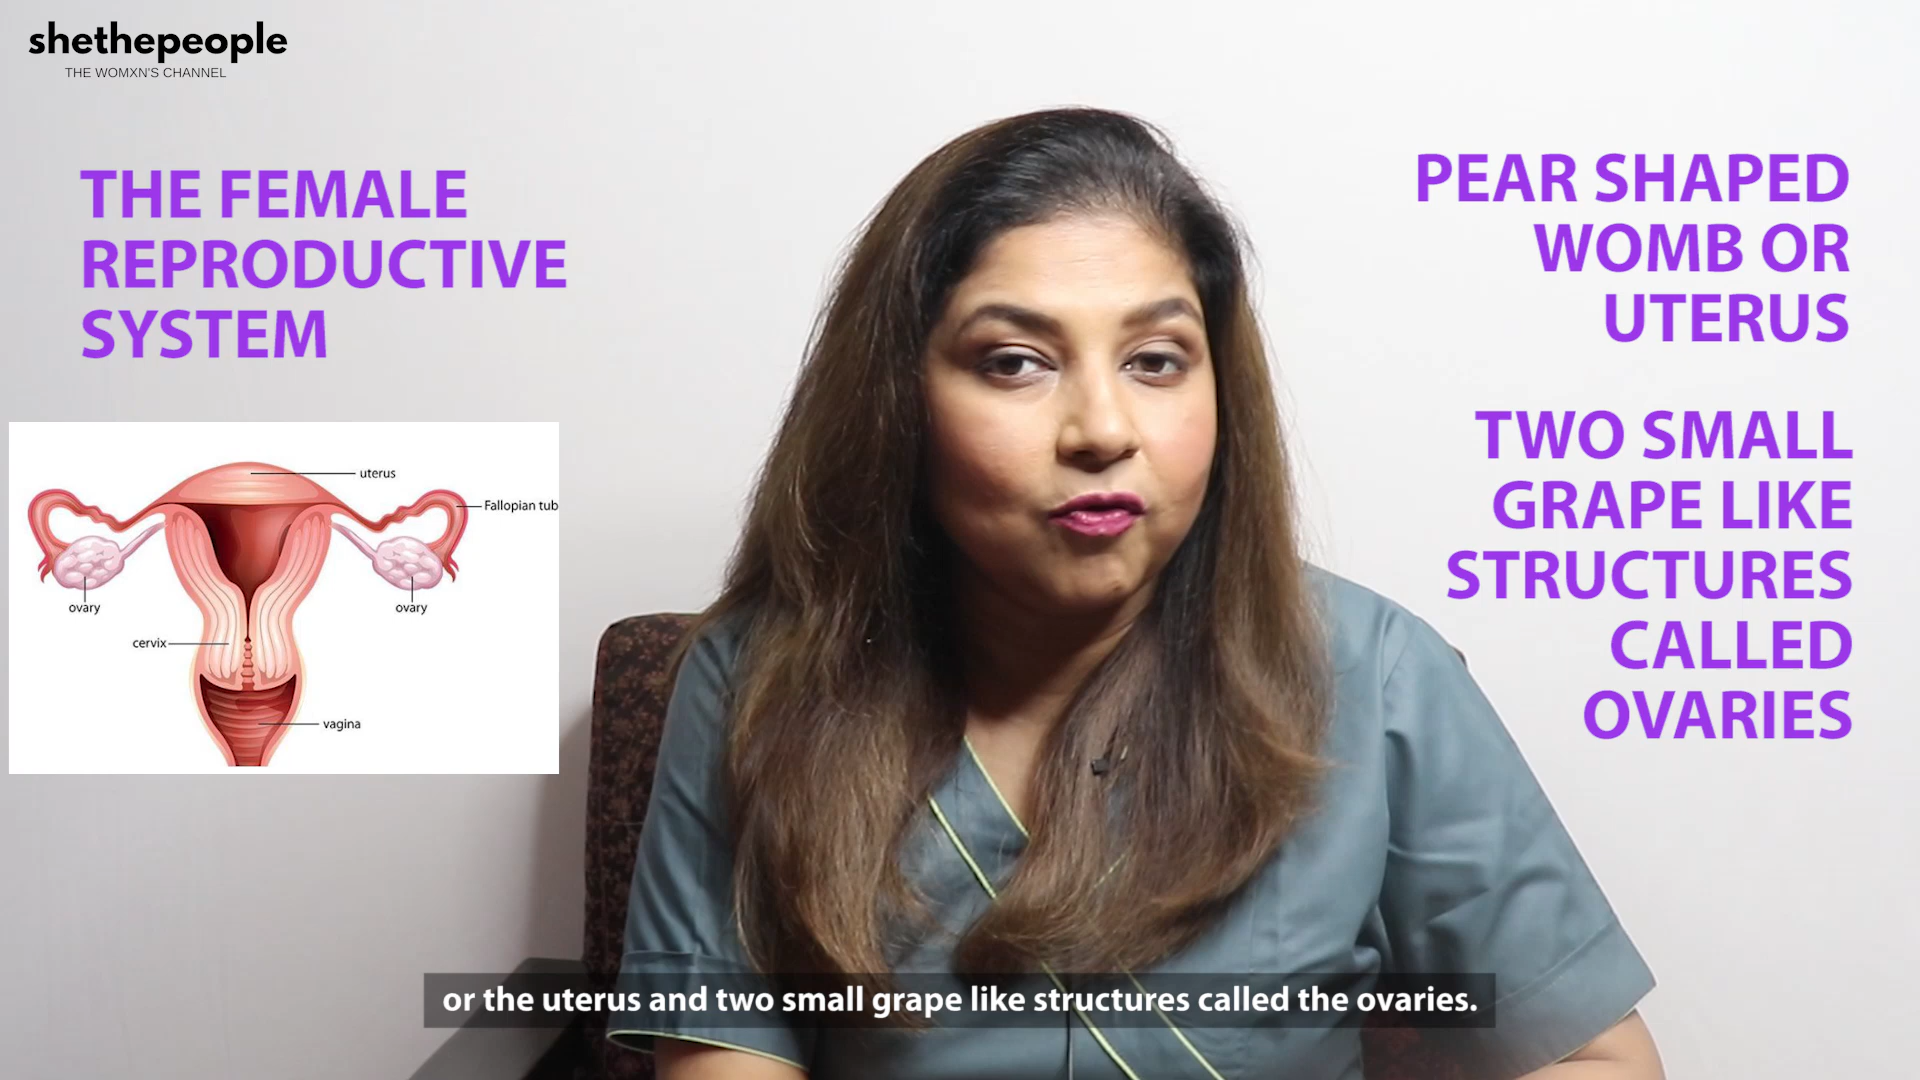 shethepeople
THE WOMXN'S CHANNEL
THE FEMALE
REPRODUCTIVE
SYSTEM
PEAR SHAPED
WOMB OR
UTERUS
TWO SMALL
GRAPE LIKE
STRUCTURES
CALLED
OVARIES
uterus
Fallopian tub
ovary
ovary
cervix
vagina
or the uterus and two small grape like structures called the ovaries.